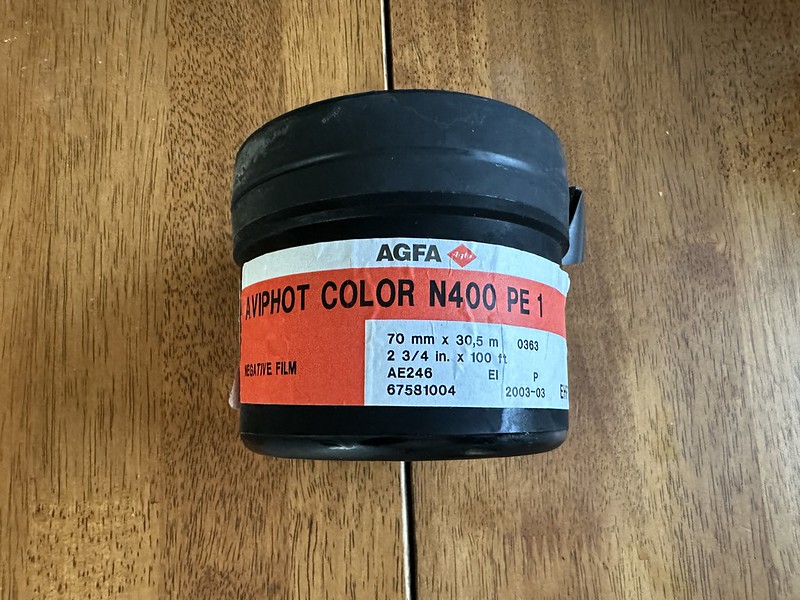 AGFA
AVIPHOT COLOR N400 PE 1
70 mm x 30,5 m 0363
2 3/4 in. x 100 ft
NEGATIVE FILM
AE246 EI P
67581004 2003-03